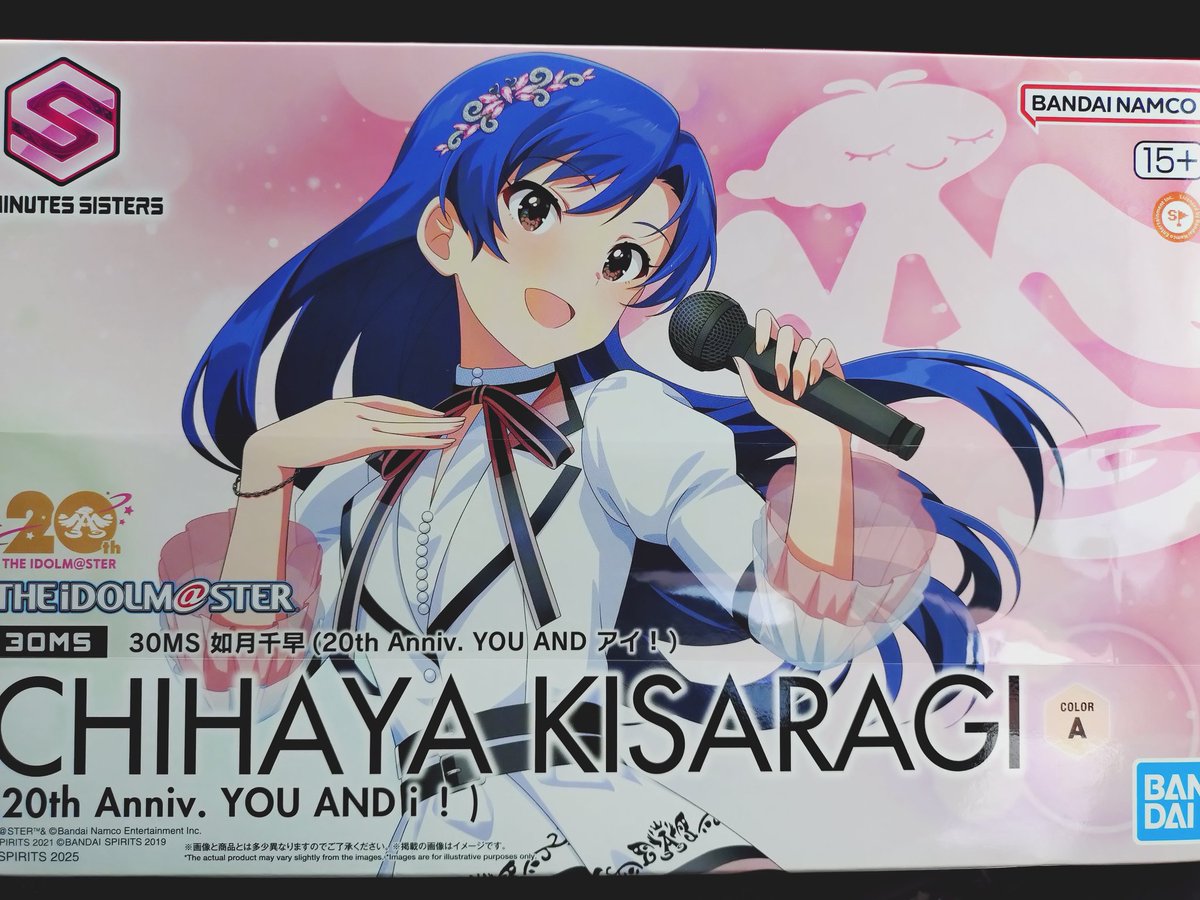 S
INUTES SISTERS
BANDAI NAMCO
15+
20th
THE IDOLM@STER
THE iDOLM@STER
30MS 30MS 如月千早 (20th Anniv. YOU AND アイ！)
CHIHAYA KISARAGI
COLOR
A
20th Anniv. YOU AND i！)
BAN
DAI
@STER™& ©Bandai Namco Entertainment Inc.
PIRITS 2021 ©BANDAI SPIRITS 2019
SPIRITS 2025
※画像と商品とは多少異なりますのでご了承ください。※掲載の画像はイメージです。
*The actual product may vary slightly from the images. *Images are for illustrative purposes only.